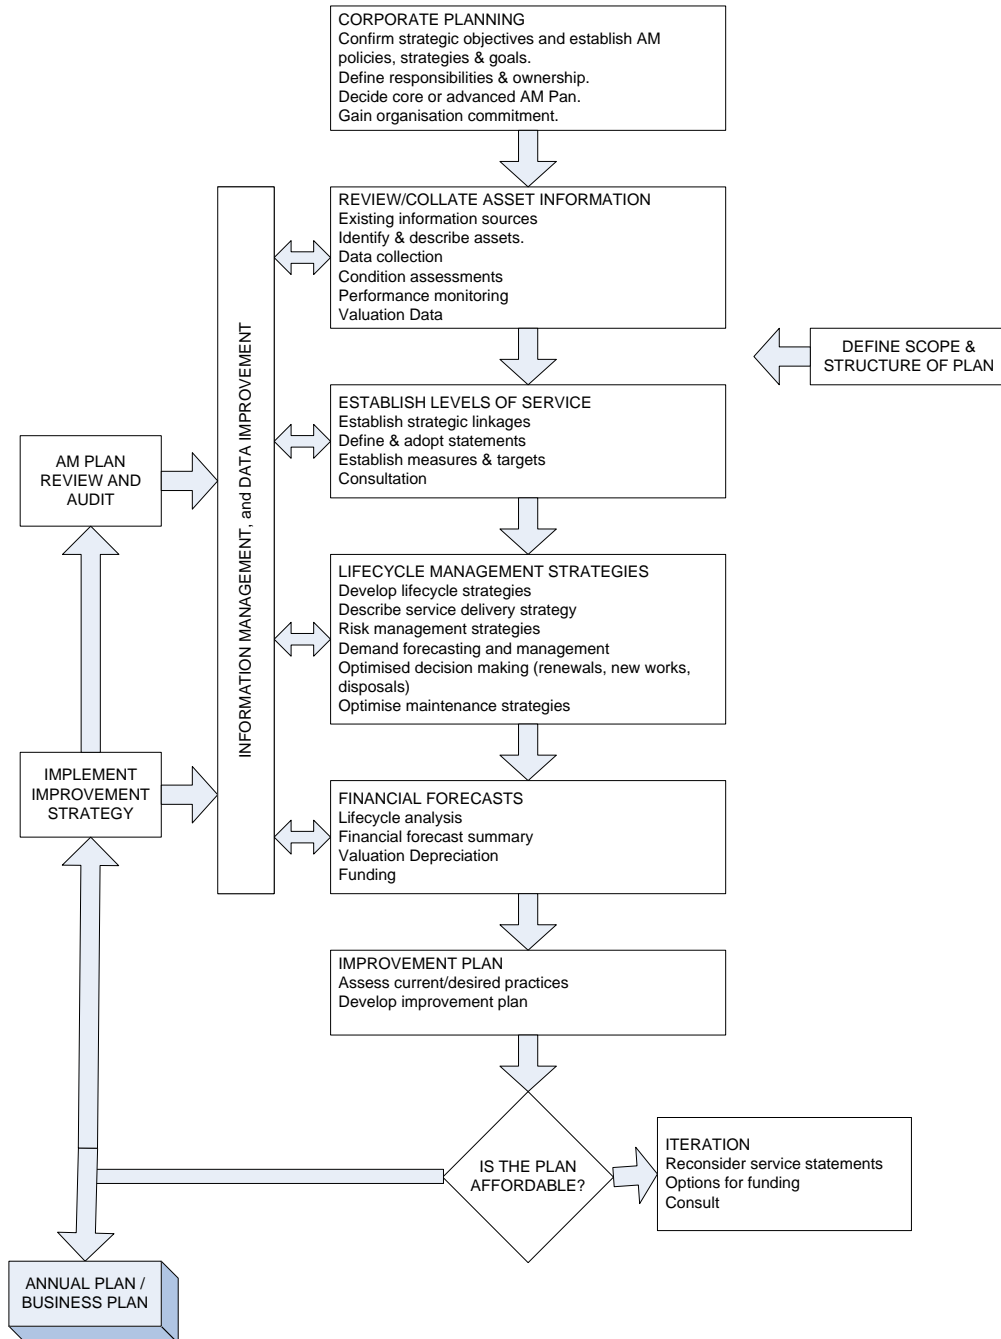 CORPORATE PLANNING
Confirm strategic objectives and establish AM
policies, strategies & goals.
Define responsibilities & ownership.
Decide core or advanced AM Pan.
Gain organisation commitment.
REVIEW/COLLATE ASSET INFORMATION
Existing information sources
Identify & describe assets.
Data collection
Condition assessments
Performance monitoring
Valuation Data
DEFINE SCOPE &
STRUCTURE OF PLAN
INFORMATION MANAGEMENT, and DATA IMPROVEMENT
ESTABLISH LEVELS OF SERVICE
Establish strategic linkages
Define & adopt statements
Establish measures & targets
Consultation
AM PLAN
REVIEW AND
AUDIT
LIFECYCLE MANAGEMENT STRATEGIES
Develop lifecycle strategies
Describe service delivery strategy
Risk management strategies
Demand forecasting and management
Optimised decision making (renewals, new works,
disposals)
Optimise maintenance strategies
IMPLEMENT
IMPROVEMENT
STRATEGY
FINANCIAL FORECASTS
Lifecycle analysis
Financial forecast summary
Valuation Depreciation
Funding
IMPROVEMENT PLAN
Assess current/desired practices
Develop improvement plan
IS THE PLAN
AFFORDABLE?
ITERATION
Reconsider service statements
Options for funding
Consult
ANNUAL PLAN /
BUSINESS PLAN